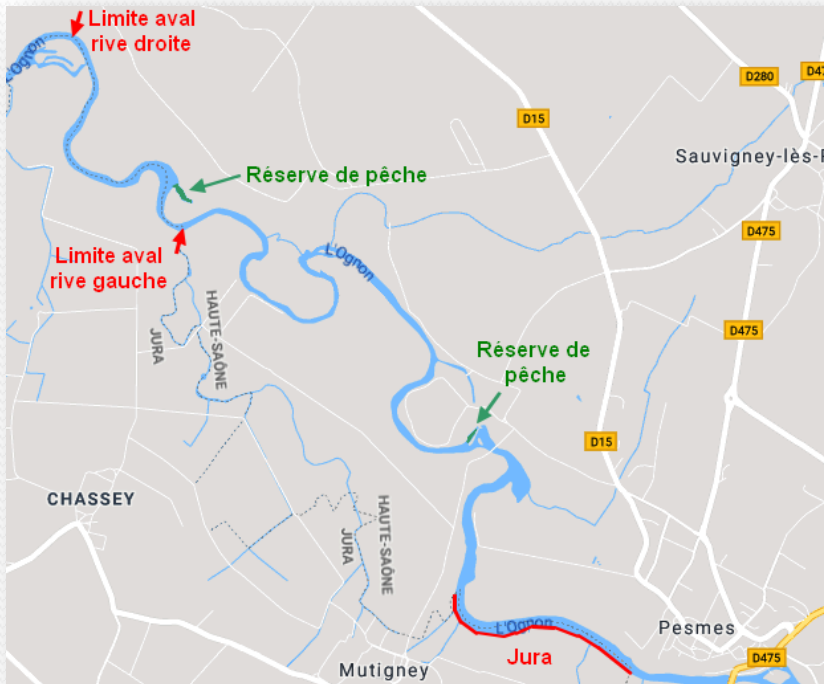 Limite aval
rive droite
L'Ognon
D280
D47
D15
Sauvigney-lès-P
Réserve de pêche
D475
Limite aval
rive gauche
L'Ognon
HAUTE-SAÔNE
JURA
D475
Réserve de
pêche
D15
CHASSEY
HAUTE-SAÔNE
JURA
L'Ognon
Pesmes
Jura
D475
Mutigney